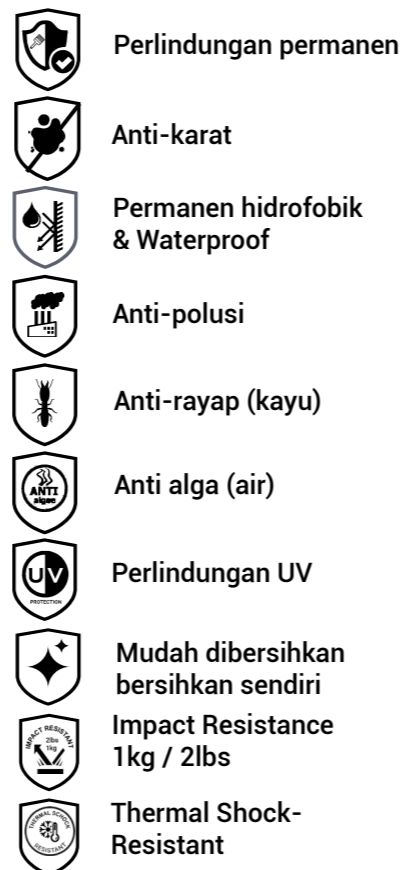 Perlindungan permanen
Anti-karat
Permanen hidrofobik
& Waterproof
Anti-polusi
Anti-rayap (kayu)
ANTI
algae
Anti alga (air)
UV
PROTECTION
Perlindungan UV
Mudah dibersihkan
bersihkan sendiri
IMPACT RESISTANT
2lbs
1kg
Impact Resistance
1kg / 2lbs
THERMAL SCHOCK
RESISTANT
Thermal Shock-
Resistant